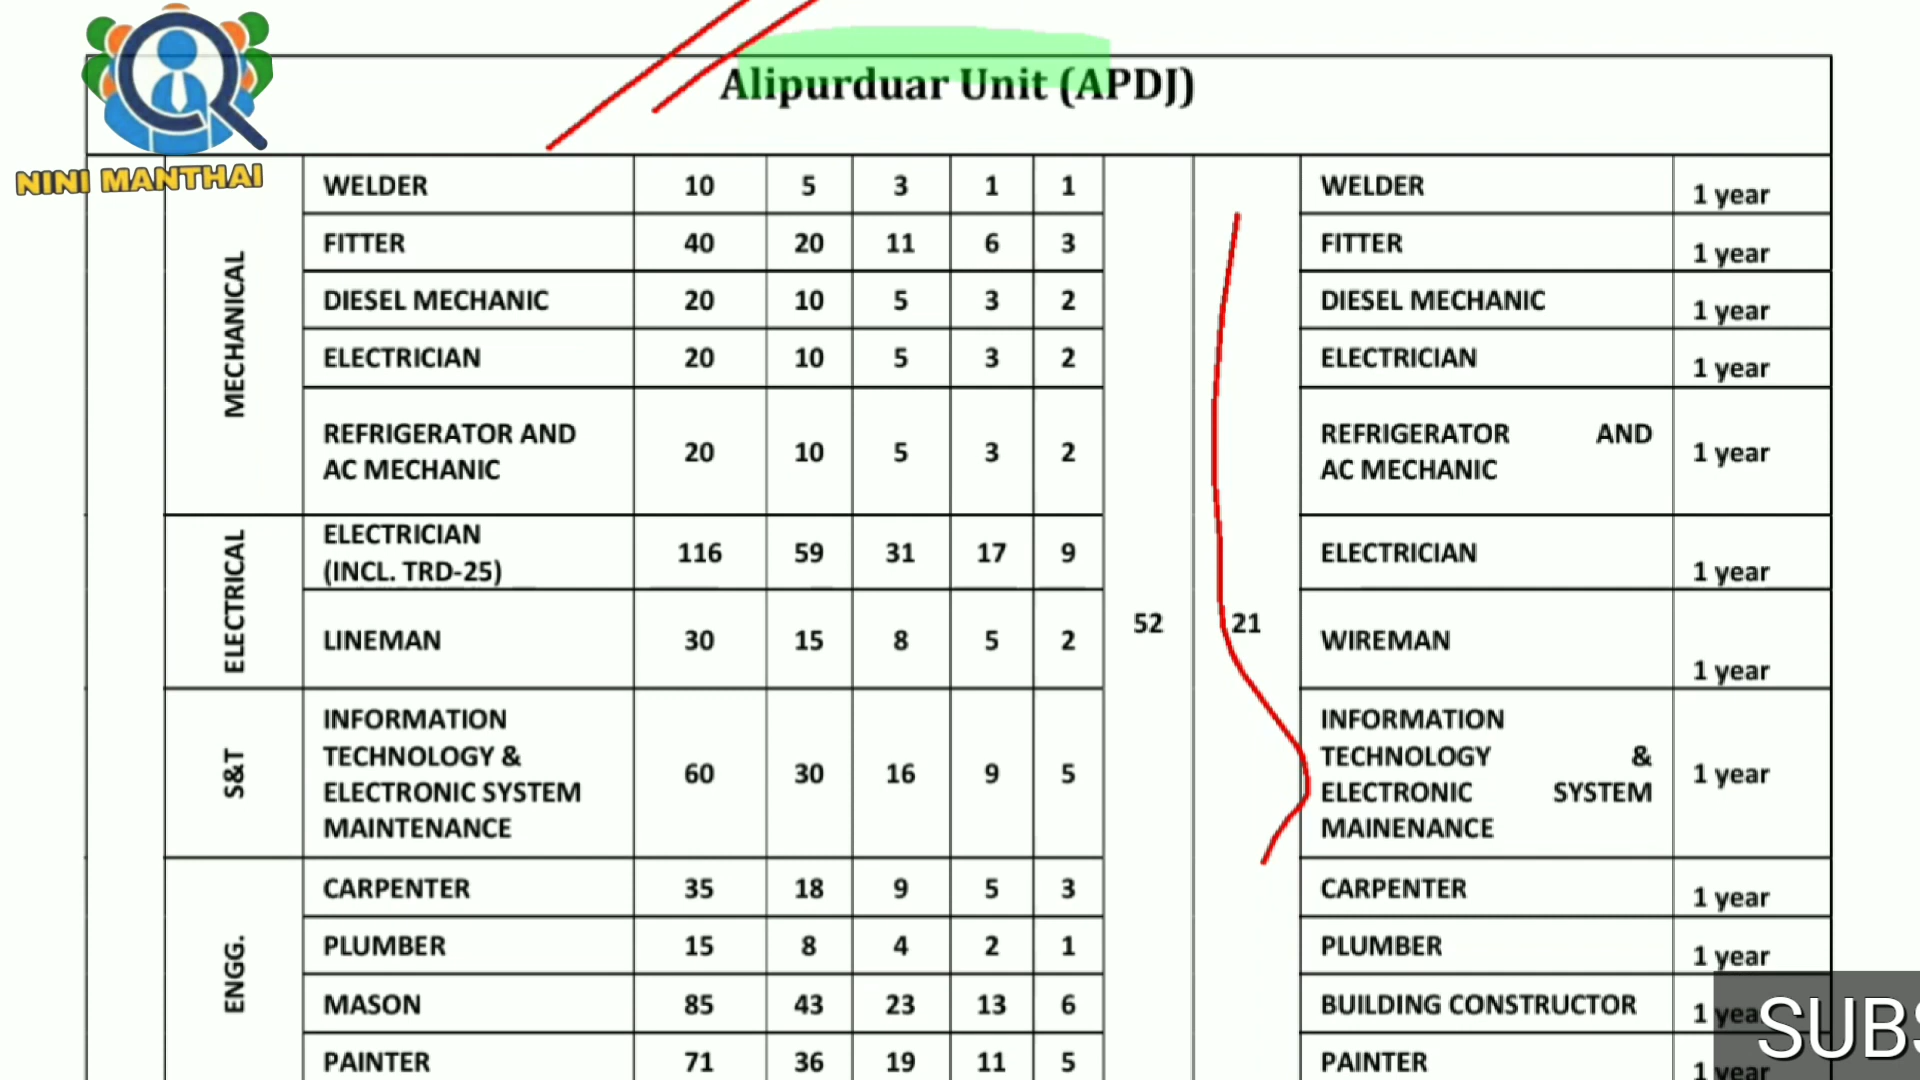 NINI MANTHAI
Alipurduar Unit (APDJ)
MECHANICAL
WELDER 10 5 3 1 1 WELDER 1 year
FITTER 40 20 11 6 3 FITTER 1 year
DIESEL MECHANIC 20 10 5 3 2 DIESEL MECHANIC 1 year
ELECTRICIAN 20 10 5 3 2 ELECTRICIAN 1 year
REFRIGERATOR AND REFRIGERATOR AND
AC MECHANIC 20 10 5 3 2 AC MECHANIC 1 year
ELECTRICAL
ELECTRICIAN
(INCL. TRD-25) 116 59 31 17 9 ELECTRICIAN 1 year
52 21
LINEMAN 30 15 8 5 2 WIREMAN 1 year
S&T
INFORMATION INFORMATION
TECHNOLOGY & TECHNOLOGY &
60 30 16 9 5 1 year
ELECTRONIC SYSTEM ELECTRONIC SYSTEM
MAINTENANCE MAINENANCE
ENGG.
CARPENTER 35 18 9 5 3 CARPENTER 1 year
PLUMBER 15 8 4 2 1 PLUMBER 1 year
MASON 85 43 23 13 6 BUILDING CONSTRUCTOR 1 year
PAINTER 71 36 19 11 5 PAINTER 1 year
SUBS